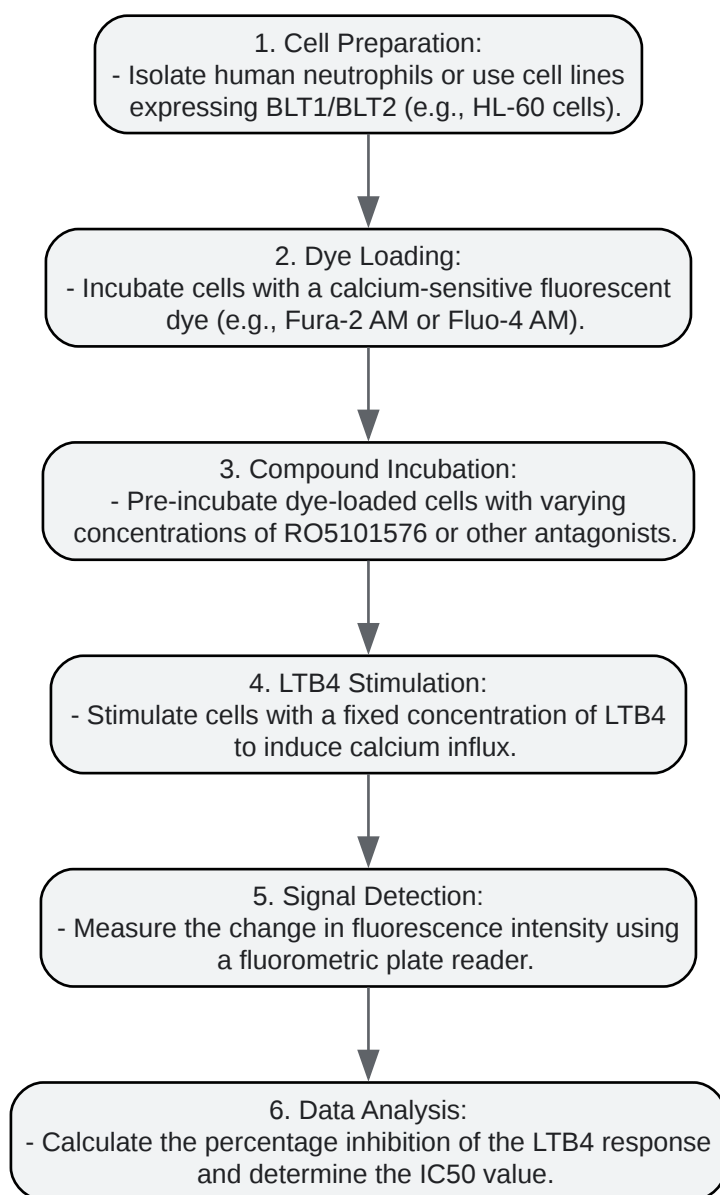 1. Cell Preparation:
- Isolate human neutrophils or use cell lines
expressing BLT1/BLT2 (e.g., HL-60 cells).
2. Dye Loading:
- Incubate cells with a calcium-sensitive fluorescent
dye (e.g., Fura-2 AM or Fluo-4 AM).
3. Compound Incubation:
- Pre-incubate dye-loaded cells with varying
concentrations of RO5101576 or other antagonists.
4. LTB4 Stimulation:
- Stimulate cells with a fixed concentration of LTB4
to induce calcium influx.
5. Signal Detection:
- Measure the change in fluorescence intensity using
a fluorometric plate reader.
6. Data Analysis:
- Calculate the percentage inhibition of the LTB4 response
and determine the IC50 value.